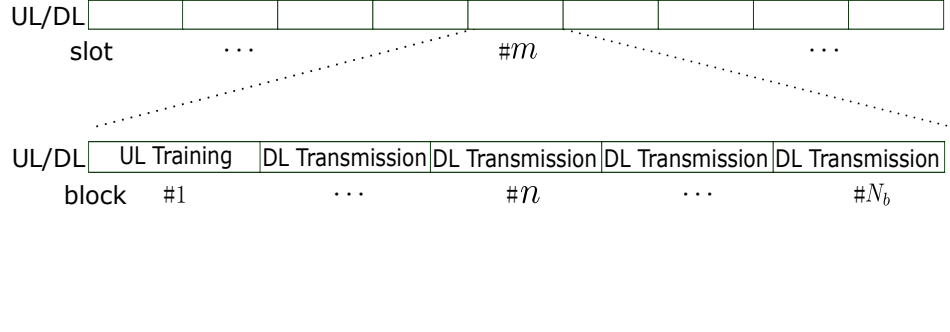 UL/DL
slot ⋯ #m ⋯
UL/DL UL Training DL Transmission DL Transmission DL Transmission DL Transmission
block #1 ⋯ #n ⋯ #N_b